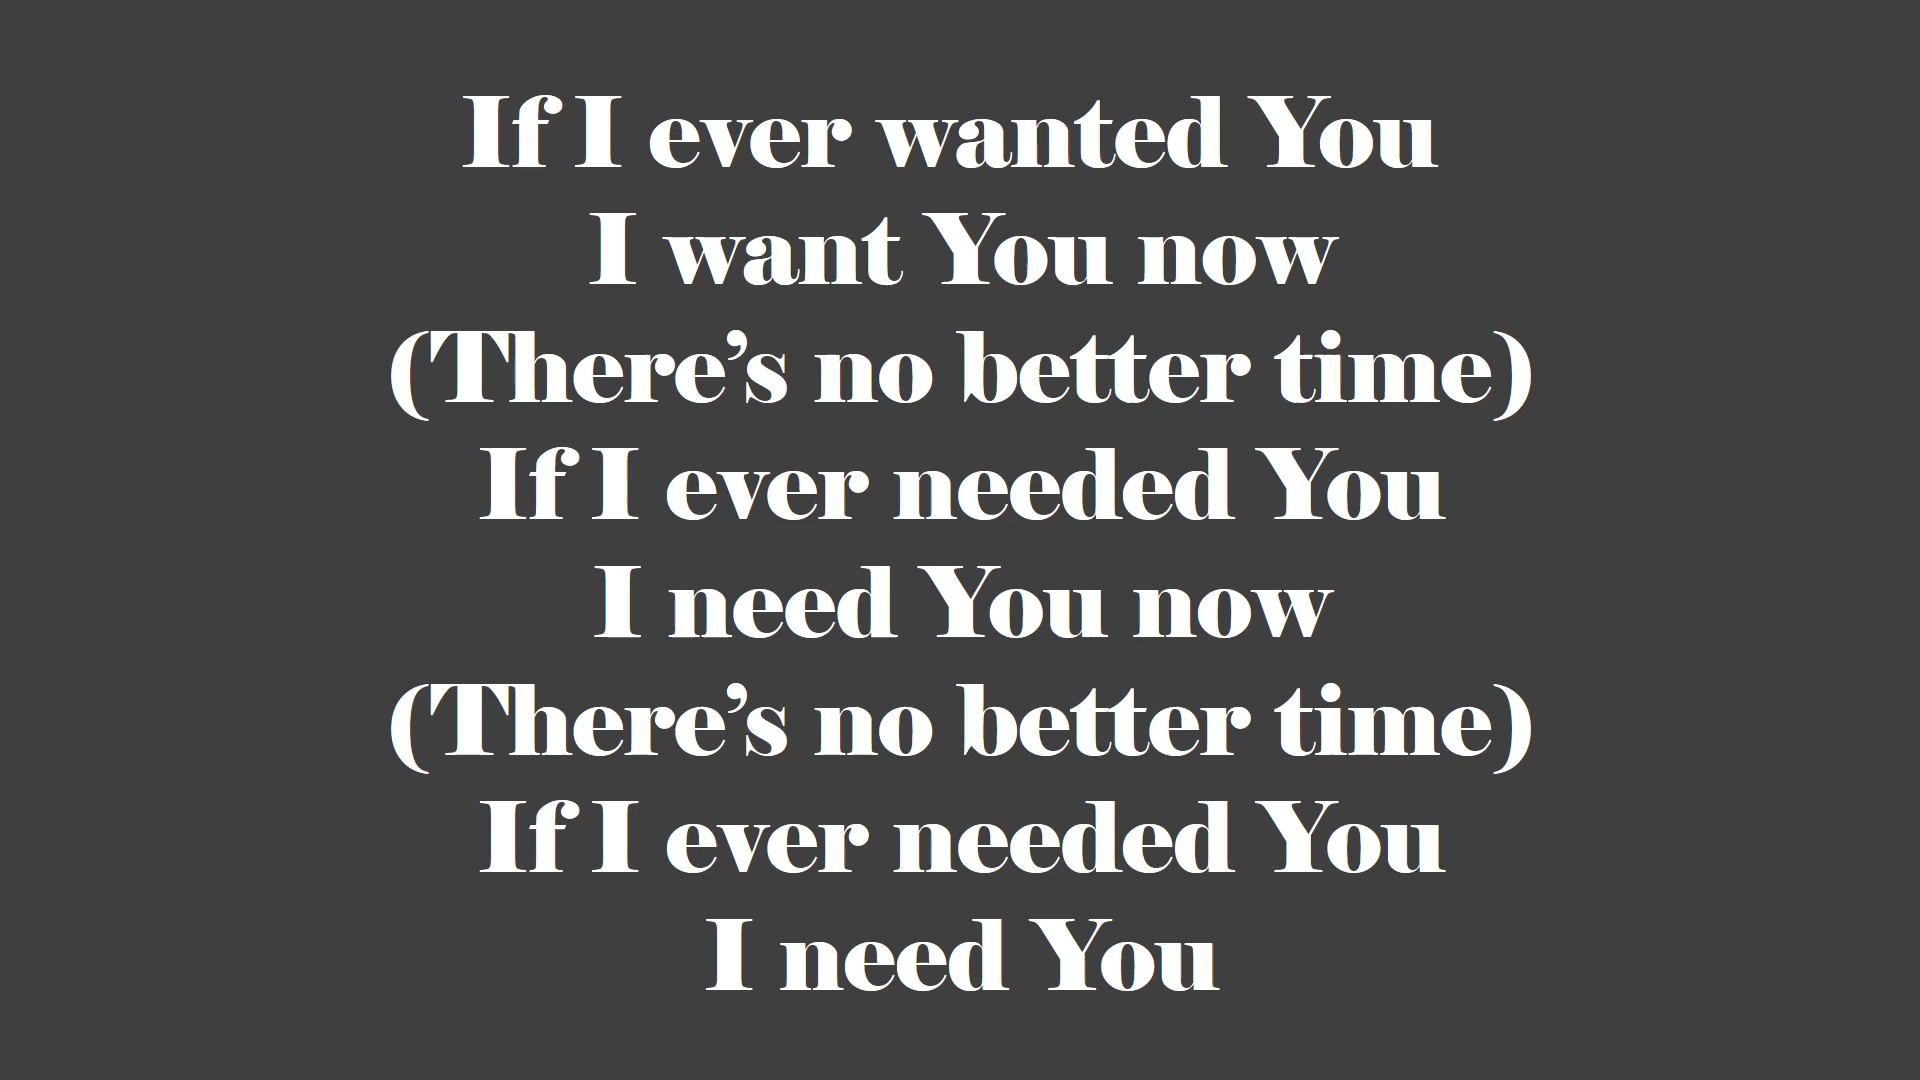 If I ever wanted You
I want You now
(There’s no better time)
If I ever needed You
I need You now
(There’s no better time)
If I ever needed You
I need You